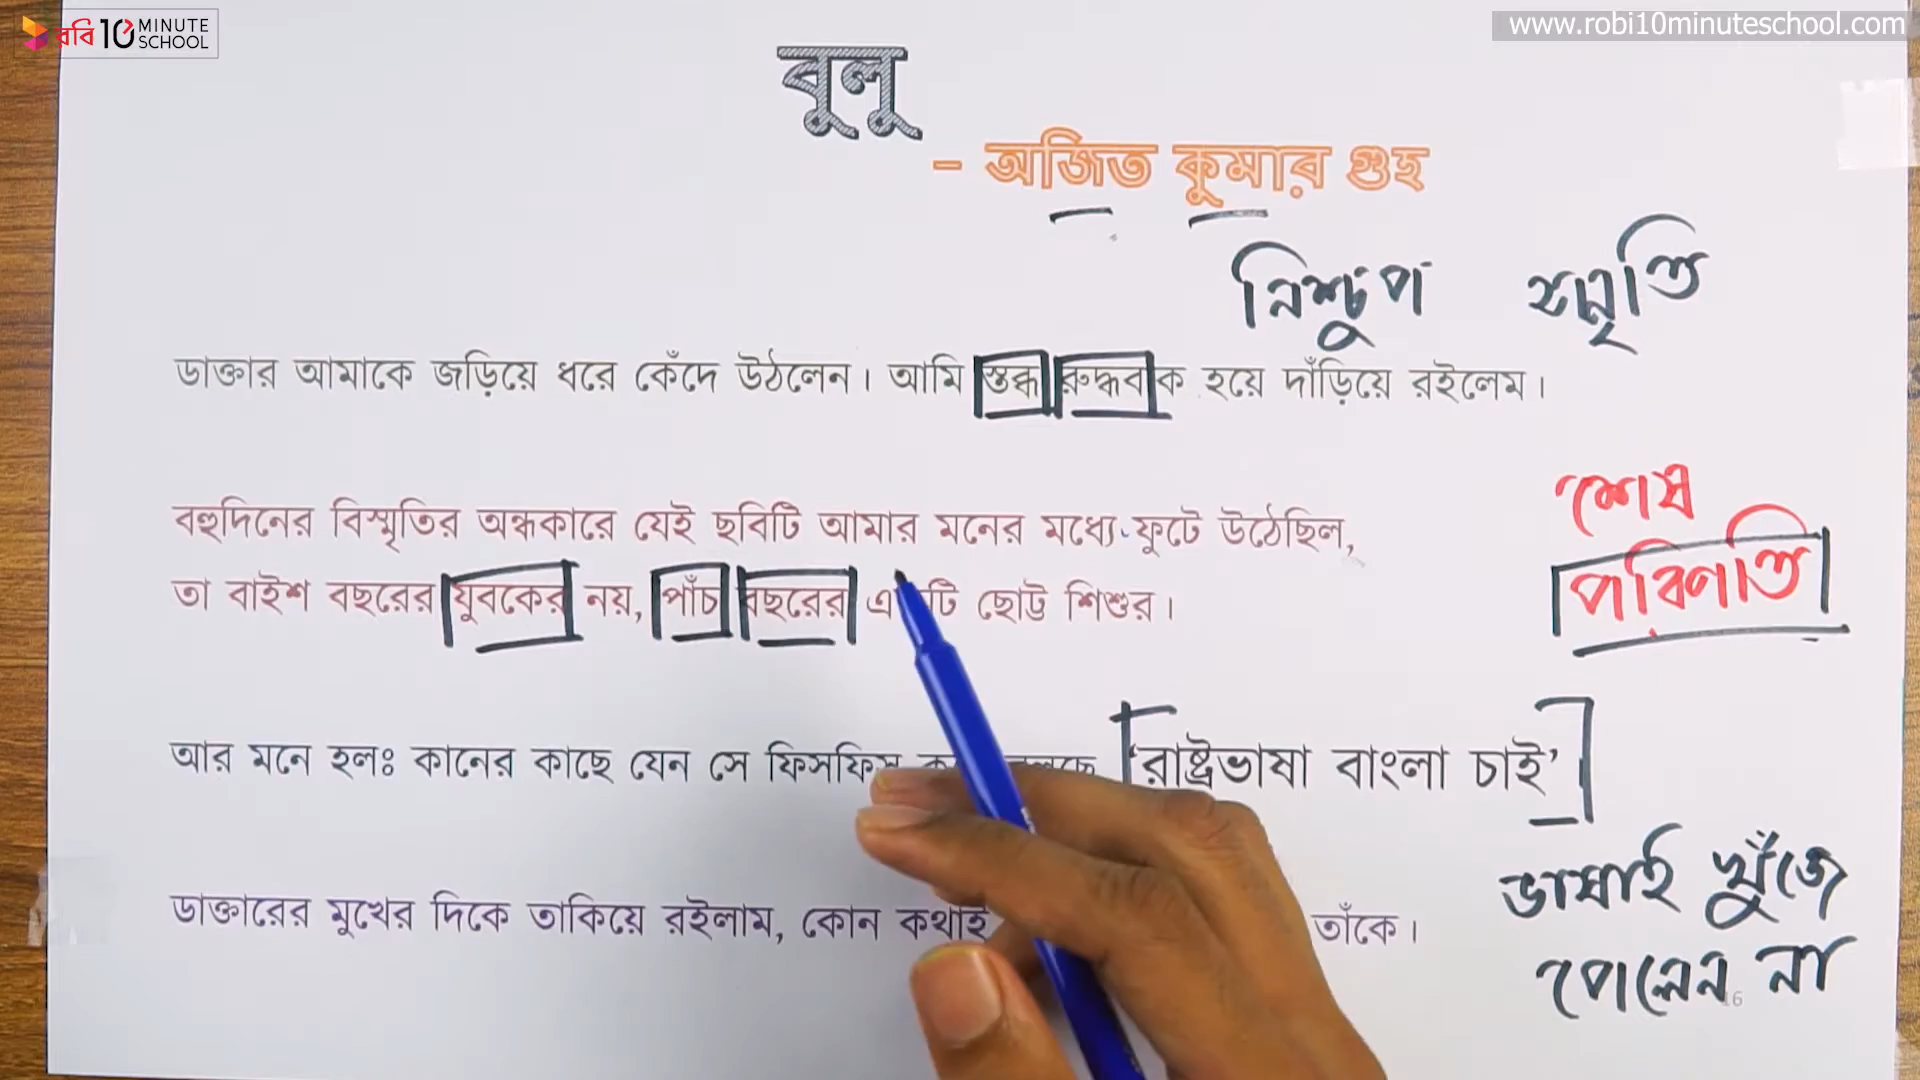 রবি 10 MINUTE SCHOOL
www.robi10minuteschool.com
বুলু
- অজিত কুমার গুহ
নিশ্চুপ স্মৃতি
ডাক্তার আমাকে জড়িয়ে ধরে কেঁদে উঠলেন। আমি স্তব্ধ রুদ্ধবাক হয়ে দাঁড়িয়ে রইলেম।
শেষ
বহুদিনের বিস্মৃতির অন্ধকারে যেই ছবিটি আমার মনের মধ্যে ফুটে উঠেছিল,
পরিণতি
তা বাইশ বছরের যুবকের নয়, পাঁচ বছরের ছোট্ট শিশুর।
আর মনে হলঃ কানের কাছে যেন সে ফিসফিস ‘রাষ্ট্রভাষা বাংলা চাই’
ভাষাই খুঁজে
ডাক্তারের মুখের দিকে তাকিয়ে রইলাম, কোন কথাই তাঁকে।
পেলেন না
16